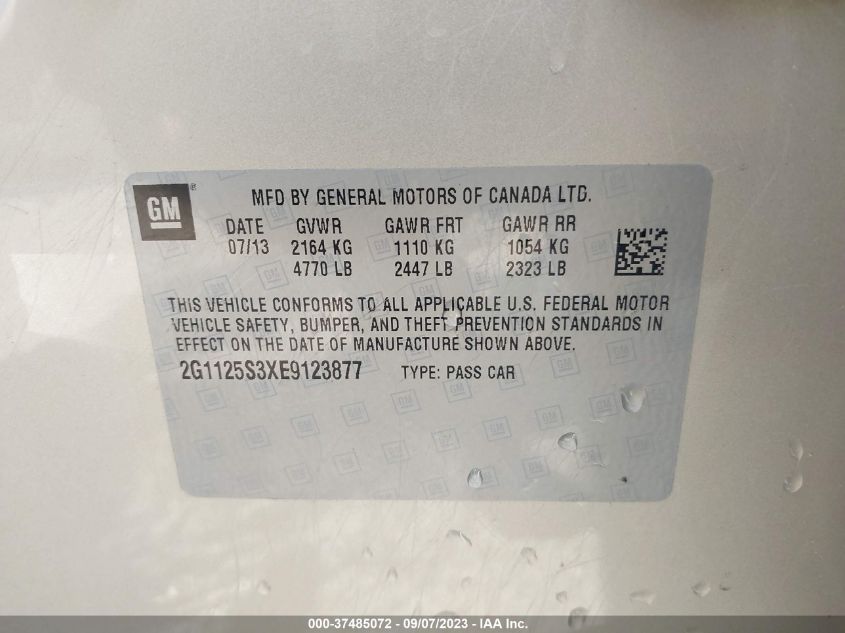 GM ®
MFD BY GENERAL MOTORS OF CANADA LTD.
DATE GVWR GAWR FRT GAWR RR
07/13 2164 KG 1110 KG 1054 KG
4770 LB 2447 LB 2323 LB
THIS VEHICLE CONFORMS TO ALL APPLICABLE U.S. FEDERAL MOTOR
VEHICLE SAFETY, BUMPER, AND THEFT PREVENTION STANDARDS IN
EFFECT ON THE DATE OF MANUFACTURE SHOWN ABOVE.
2G1125S3XE9123877 TYPE: PASS CAR
000-37485072 - 09/07/2023 - IAA Inc.